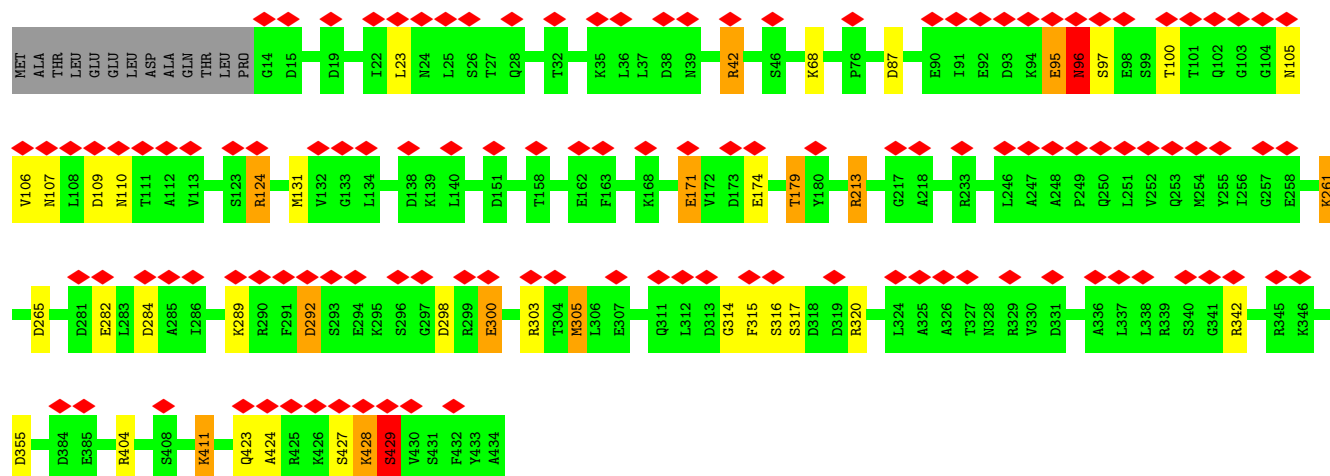 MET ALA THR LEU GLU GLU LEU ASP ALA GLN THR LEU PRO G14 D15 D19 I22 L23 N24 L25 S26 T27 Q28 T32 K35 L36 L37 D38 N39 R42 S46 K68 P76 D87 E90 I91 E92 D93 K94 E95 N96 S97 E98 S99 T100 T101 Q102 G103 G104 N105
V106 N107 L108 D109 N110 T111 A112 V113 S123 R124 M131 V132 G133 L134 D138 K139 L140 D151 T158 E162 F163 K168 E171 V172 D173 E174 T179 Y180 R213 G217 A218 R233 L246 A247 A248 P249 Q250 L251 V252 Q253 M254 Y255 I256 G257 E258 K261
D265 D281 E282 L283 D284 A285 I286 K289 R290 F291 D292 S293 E294 K295 S296 G297 D298 R299 E300 R303 T304 M305 L306 E307 Q311 L312 D313 G314 F315 S316 S317 D318 D319 R320 L324 A325 A326 T327 N328 R329 V330 D331 A336 L337 L338 R339 S340 G341 R342 R345 K346
D355 D384 E385 R404 S408 K411 Q423 A424 R425 K426 S427 K428 S429 V430 S431 F432 Y433 A434